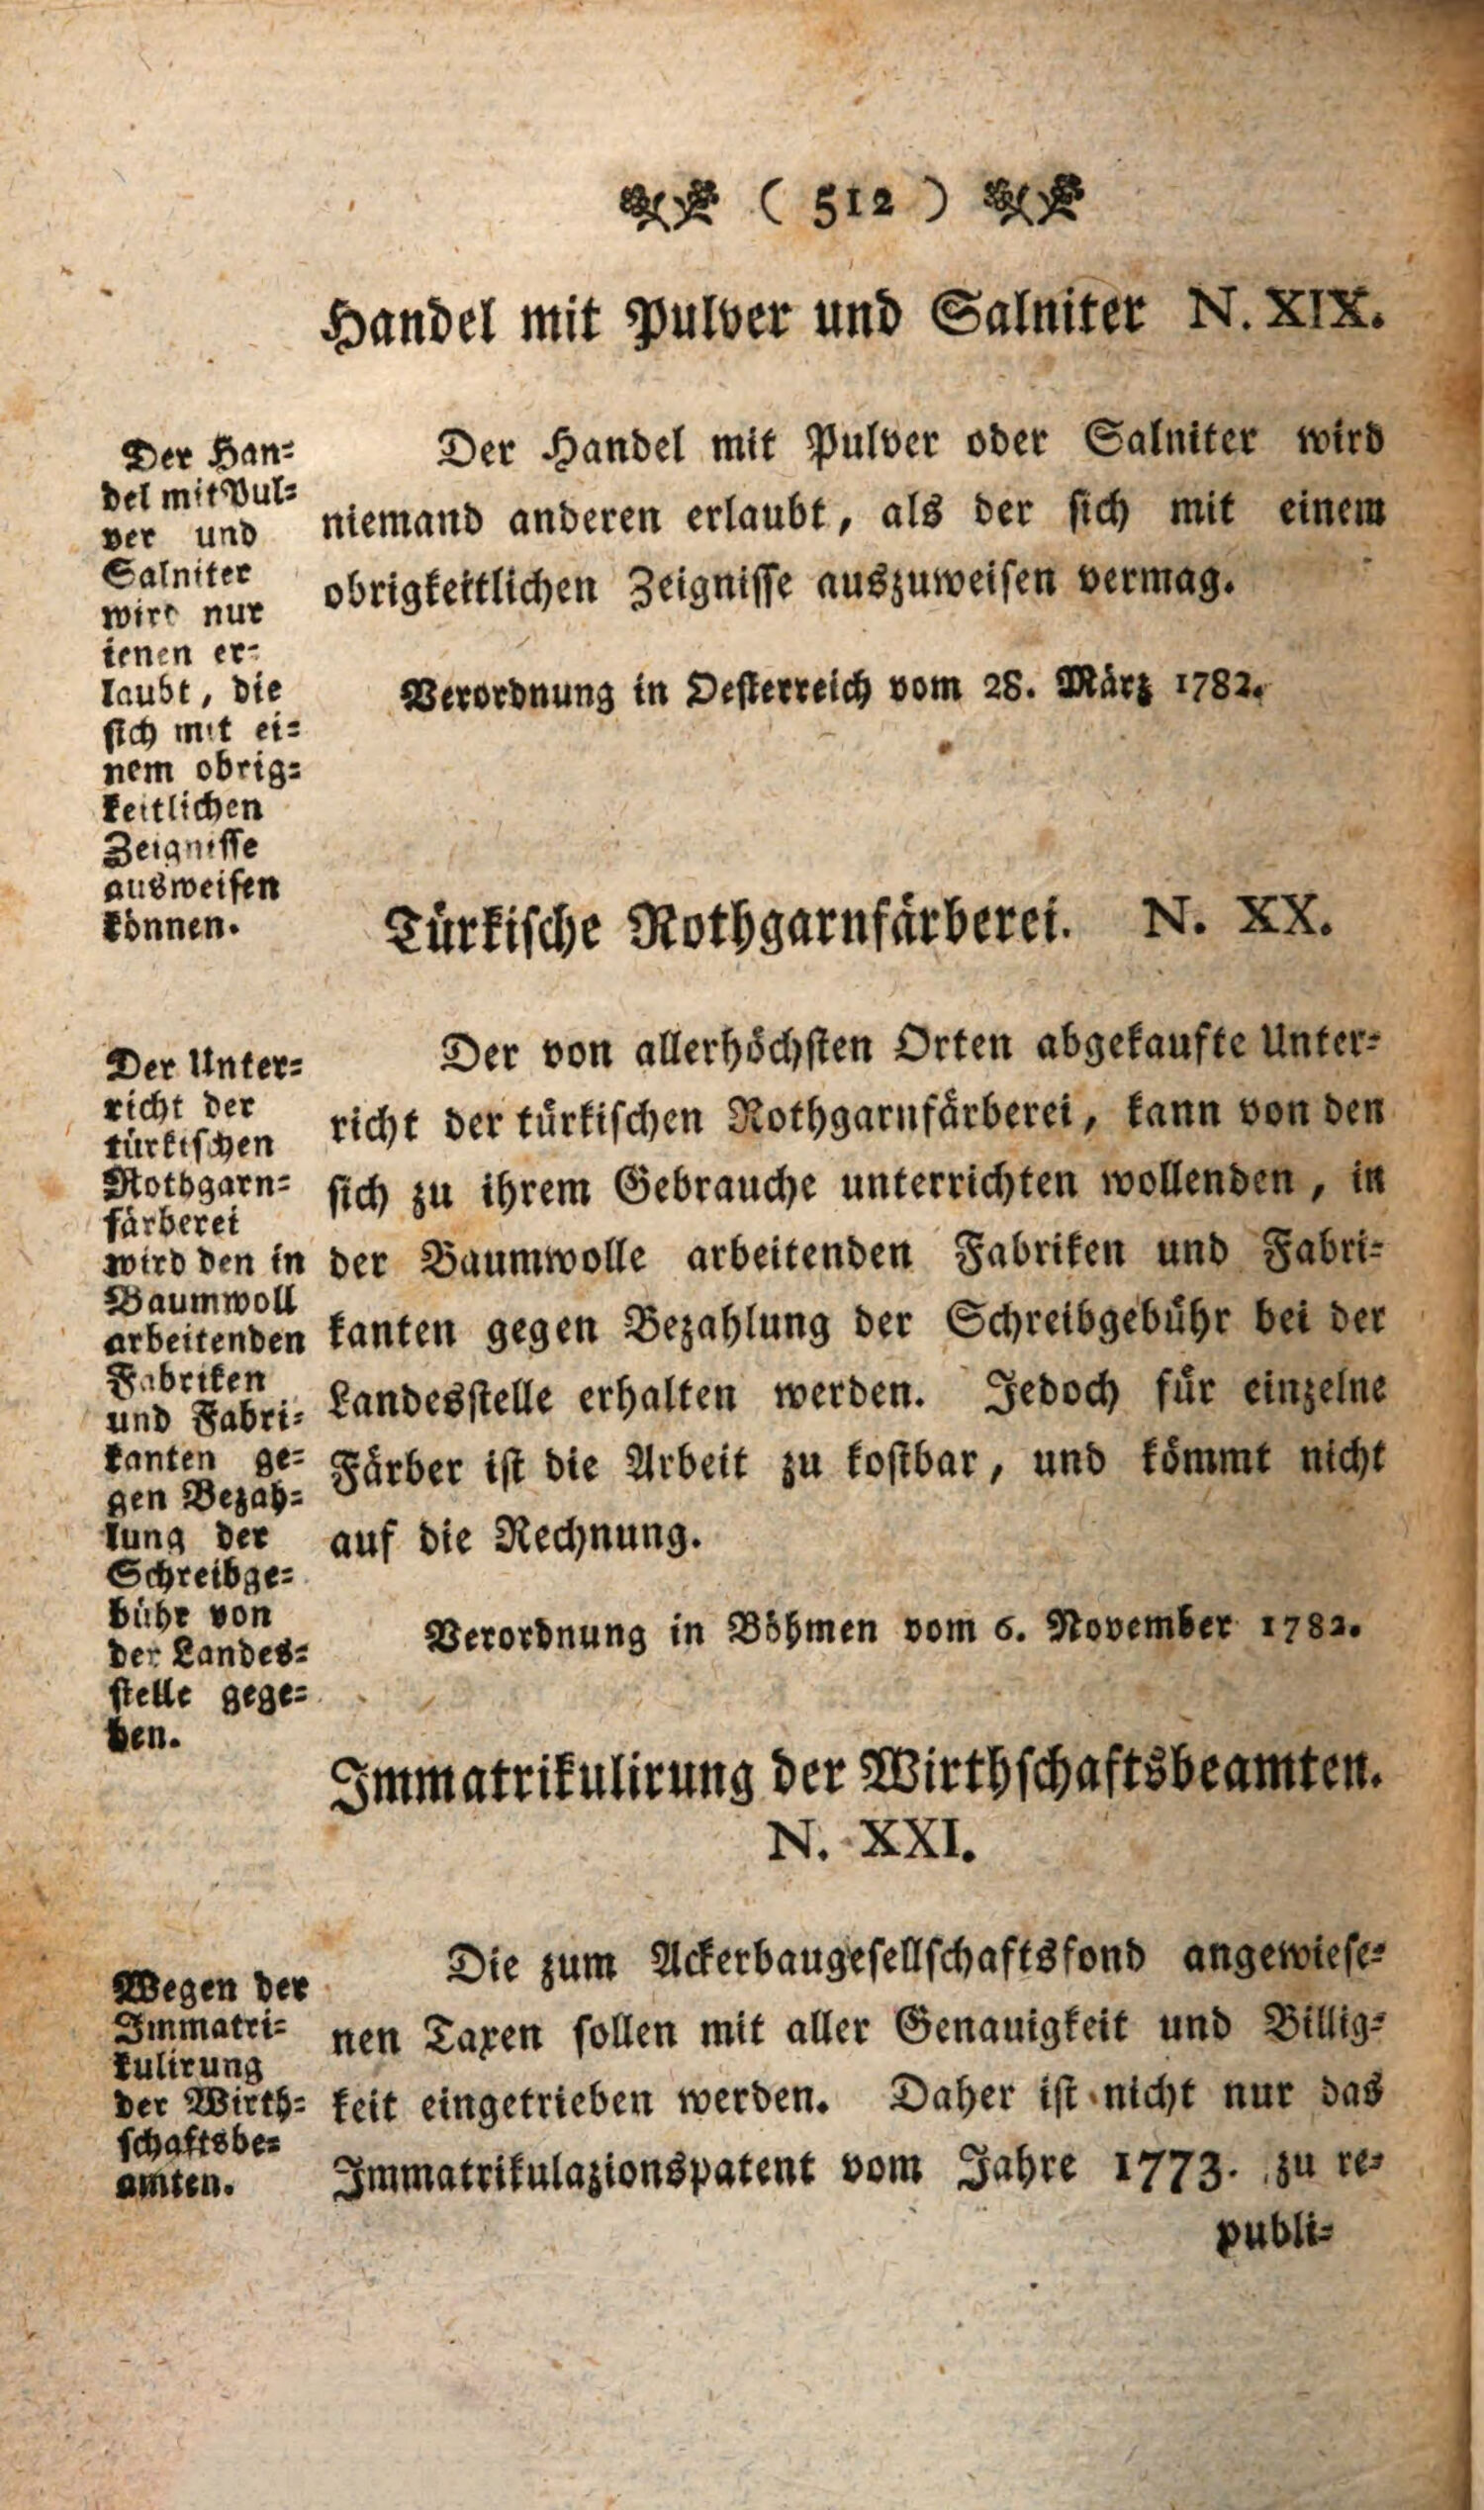 ( 512 )
Handel mit Pulver und Salniter N. XIX.
Der Han=
del mit Pul=
ver und
Salniter
wird nur
ienen er=
laubt, die
sich mit ei=
nem obrig=
keitlichen
Zeignisse
ausweisen
können.
Der Handel mit Pulver oder Salniter wird
niemand anderen erlaubt, als der sich mit einem
obrigkeitlichen Zeignisse auszuweisen vermag.
Verordnung in Oesterreich vom 28. März 1782.
Türkische Rothgarnfärberei. N. XX.
Der Unter=
richt der
türkischen
Rothgarn=
färberei
wird den in
Baumwoll
arbeitenden
Fabriken
und Fabri=
kanten ge=
gen Bezah=
lung der
Schreibge=
bühr von
der Landes=
stelle gege=
ben.
Der von allerhöchsten Orten abgekaufte Unter=
richt der türkischen Rothgarnfärberei, kann von den
sich zu ihrem Gebrauche unterrichten wollenden, in
der Baumwolle arbeitenden Fabriken und Fabri=
kanten gegen Bezahlung der Schreibgebühr bei der
Landesstelle erhalten werden. Jedoch für einzelne
Färber ist die Arbeit zu kostbar, und kömmt nicht
auf die Rechnung.
Verordnung in Böhmen vom 6. November 1782.
Immatrikulirung der Wirthschaftsbeamten.
N. XXI.
Wegen der
Immatri=
kulirung
der Wirth=
schaftsbe=
amten.
Die zum Ackerbaugesellschaftsfond angewiese=
nen Taxen sollen mit aller Genauigkeit und Billig=
keit eingetrieben werden. Daher ist nicht nur das
Immatrikulazionspatent vom Jahre 1773. zu re=
publi=